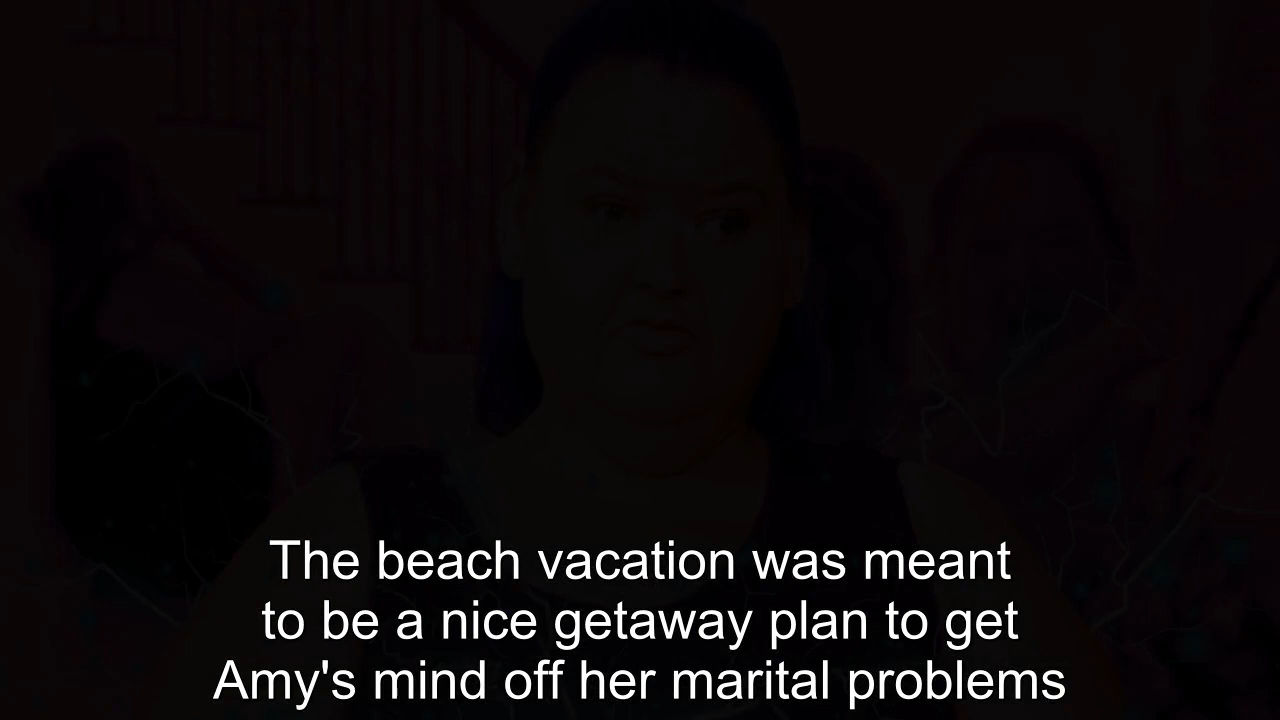 The beach vacation was meant
to be a nice getaway plan to get
Amy's mind off her marital problems